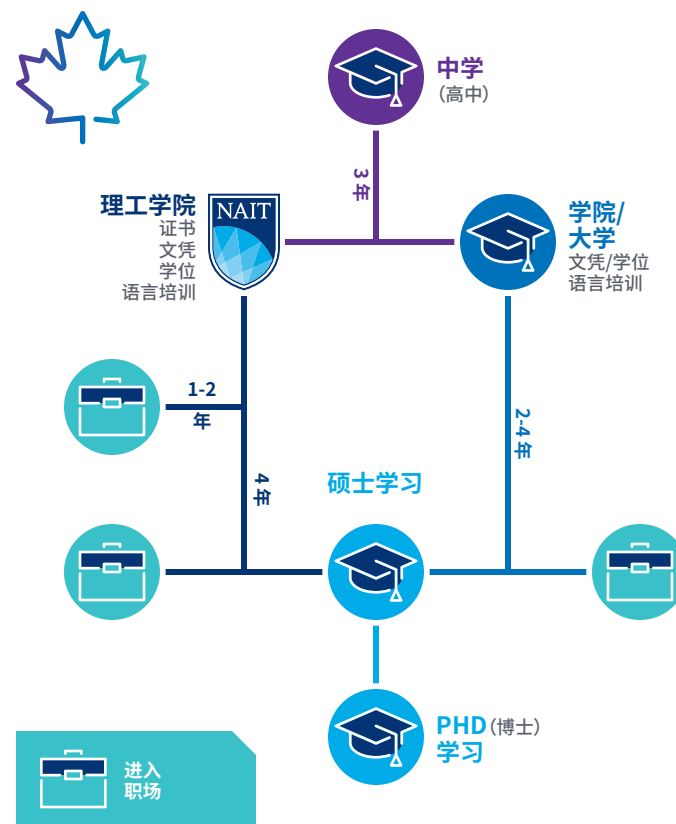 中学
（高中）
3 年
理工学院
证书
文凭
学位
语言培训
NAIT
学院/
大学
文凭/学位
语言培训
1-2
年
2-4 年
4 年
硕士学习
PHD（博士）
学习
进入
职场